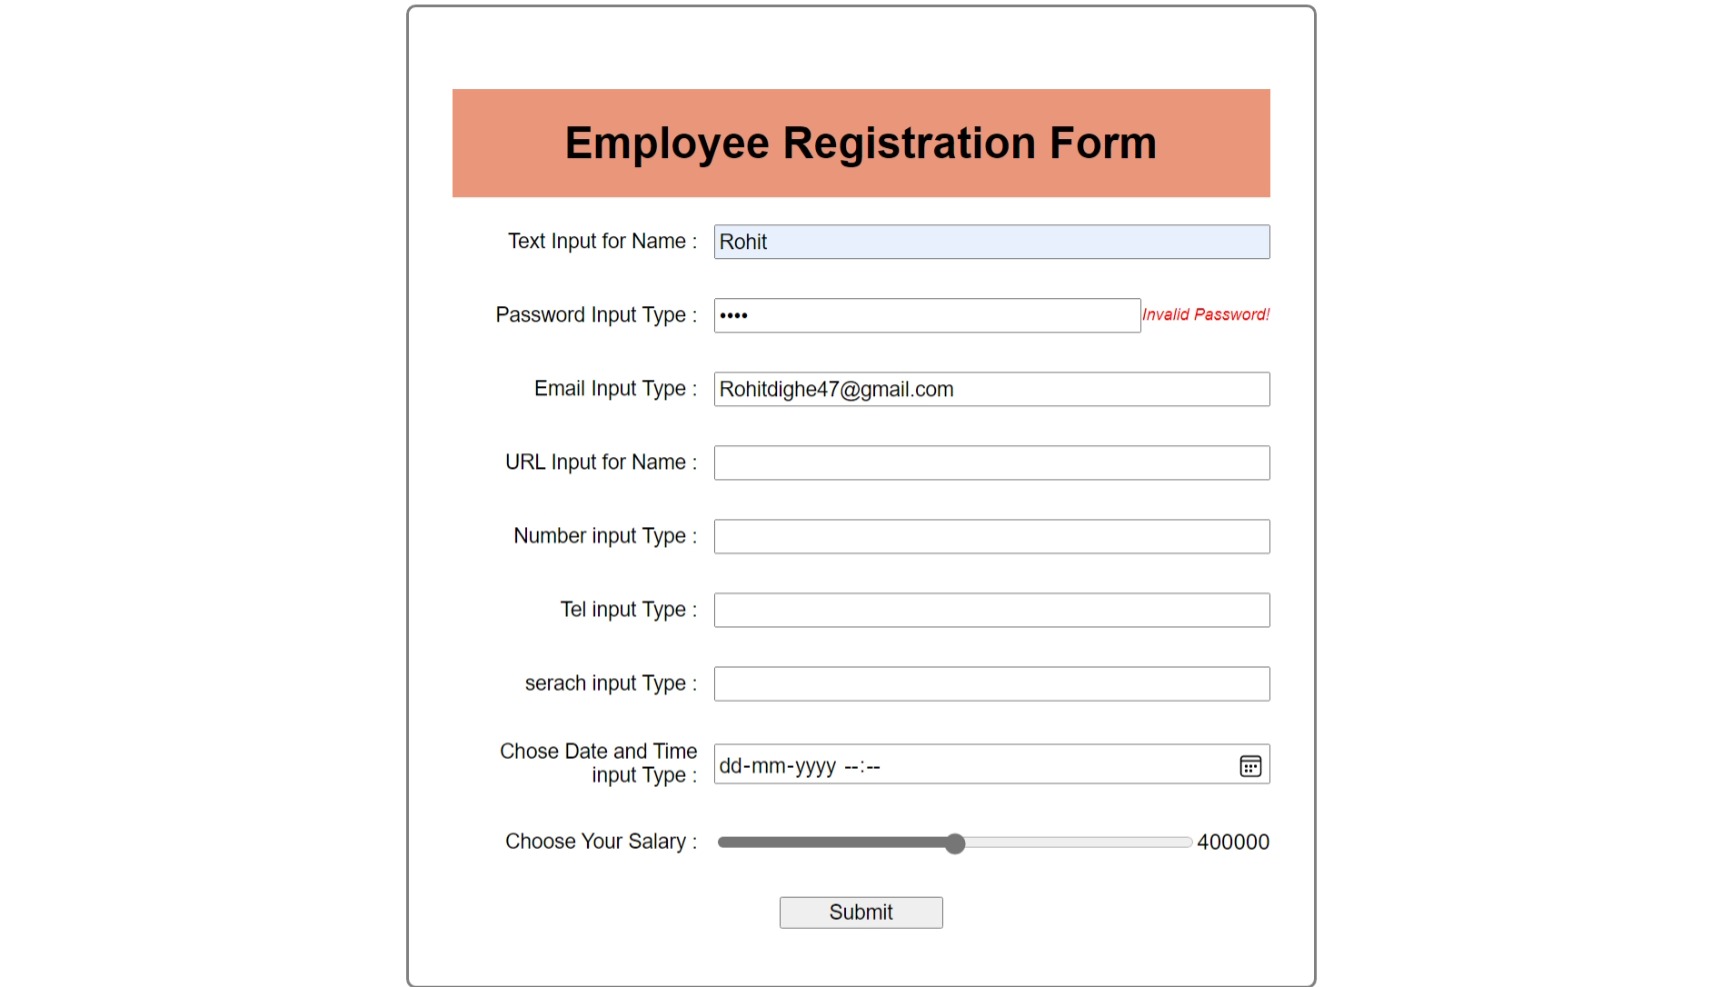 Employee Registration Form
Text Input for Name : Rohit
Password Input Type : •••• Invalid Password!
Email Input Type : Rohitdighe47@gmail.com
URL Input for Name :
Number input Type :
Tel input Type :
serach input Type :
Chose Date and Time
input Type : dd-mm-yyyy --:--
Choose Your Salary : 400000
Submit